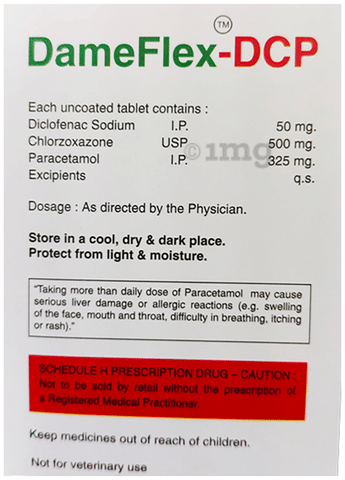 TM
DameFlex-DCP
Each uncoated tablet contains :
Diclofenac Sodium I.P. 50 mg.
Chlorzoxazone USP 500 mg.
Paracetamol I.P. 325 mg.
©1mg
Excipients q.s.
Dosage : As directed by the Physician.
Store in a cool, dry & dark place.
Protect from light & moisture.
"Taking more than daily dose of Paracetamol may cause
serious liver damage or allergic reactions (e.g. swelling
of the face, mouth and throat, difficulty in breathing, itching
or rash)."
SCHEDULE H PRESCRIPTION DRUG – CAUTION :
Not to be sold by retail without the prescription of
a Registered Medical Practitioner.
Keep medicines out of reach of children.
Not for veterinary use